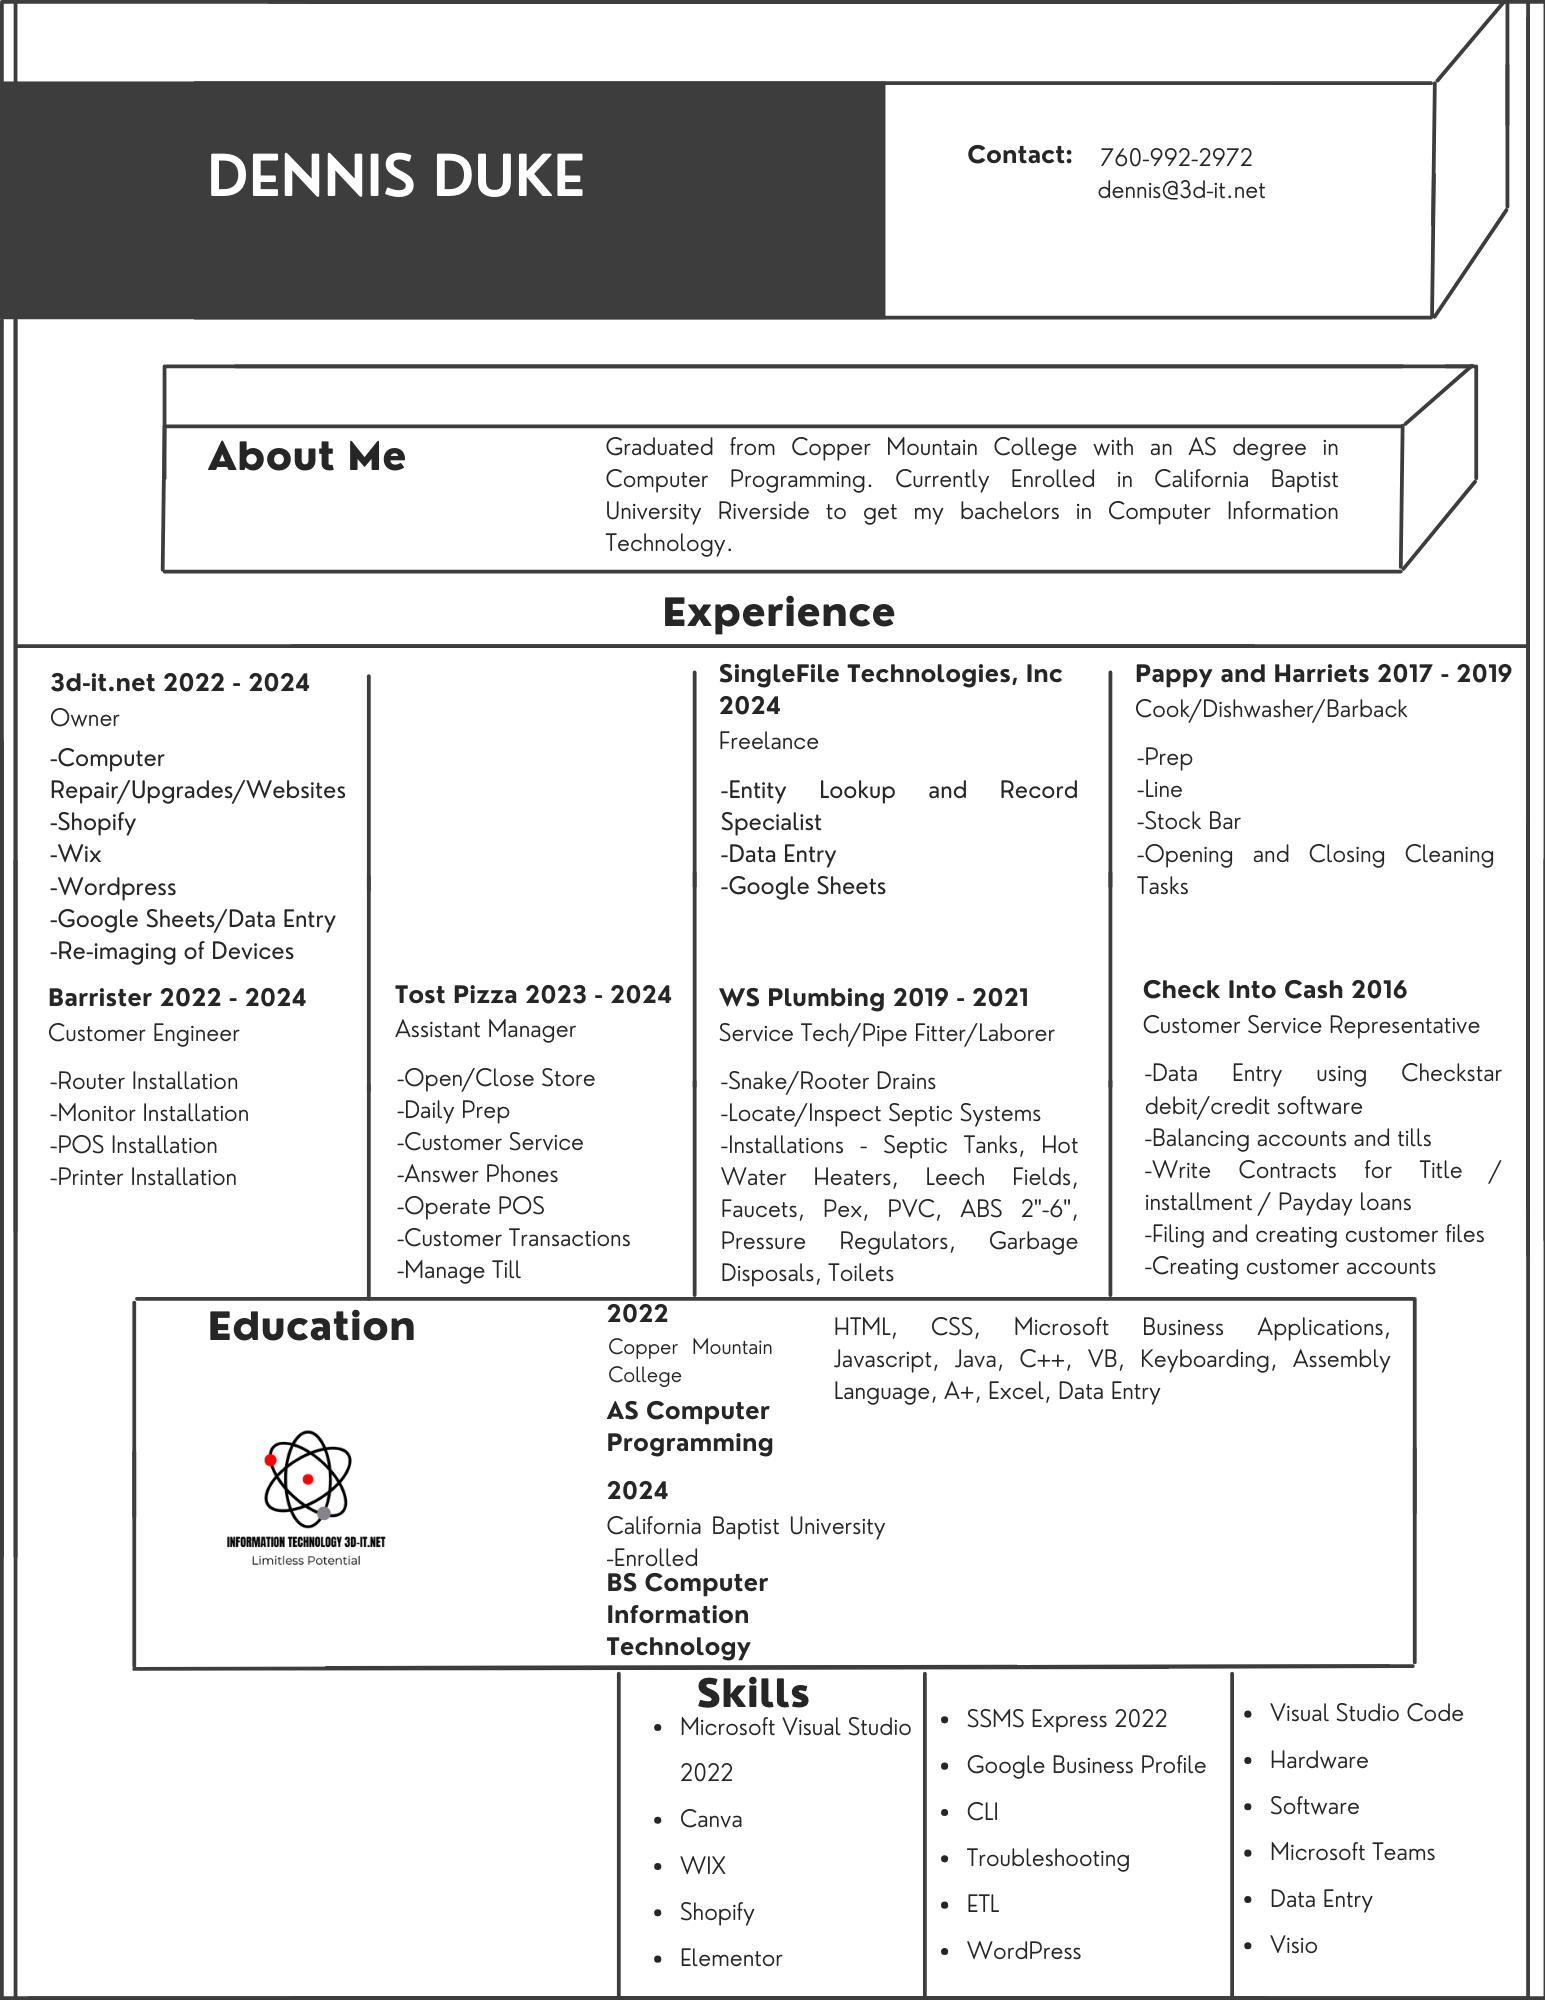 DENNIS DUKE
Contact:
760-992-2972
dennis@3d-it.net
About Me
Graduated from Copper Mountain College with an AS degree in
Computer Programming. Currently Enrolled in California Baptist
University Riverside to get my bachelors in Computer Information
Technology.
Experience
3d-it.net 2022 - 2024
Owner
-Computer
Repair/Upgrades/Websites
-Shopify
-Wix
-Wordpress
-Google Sheets/Data Entry
-Re-imaging of Devices
Barrister 2022 - 2024
Customer Engineer
-Router Installation
-Monitor Installation
-POS Installation
-Printer Installation
Tost Pizza 2023 - 2024
Assistant Manager
-Open/Close Store
-Daily Prep
-Customer Service
-Answer Phones
-Operate POS
-Customer Transactions
-Manage Till
SingleFile Technologies, Inc
2024
Freelance
-Entity Lookup and Record
Specialist
-Data Entry
-Google Sheets
WS Plumbing 2019 - 2021
Service Tech/Pipe Fitter/Laborer
-Snake/Rooter Drains
-Locate/Inspect Septic Systems
-Installations - Septic Tanks, Hot
Water Heaters, Leech Fields,
Faucets, Pex, PVC, ABS 2"-6",
Pressure Regulators, Garbage
Disposals, Toilets
Pappy and Harriets 2017 - 2019
Cook/Dishwasher/Barback
-Prep
-Line
-Stock Bar
-Opening and Closing Cleaning
Tasks
Check Into Cash 2016
Customer Service Representative
-Data Entry using Checkstar
debit/credit software
-Balancing accounts and tills
-Write Contracts for Title /
installment / Payday loans
-Filing and creating customer files
-Creating customer accounts
Education
INFORMATION TECHNOLOGY 3D-IT.NET
Limitless Potential
2022
Copper Mountain
College
AS Computer
Programming
HTML, CSS, Microsoft Business Applications,
Javascript, Java, C++, VB, Keyboarding, Assembly
Language, A+, Excel, Data Entry
2024
California Baptist University
-Enrolled
BS Computer
Information
Technology
Skills
• Microsoft Visual Studio
2022
• Canva
• WIX
• Shopify
• Elementor
• SSMS Express 2022
• Google Business Profile
• CLI
• Troubleshooting
• ETL
• WordPress
• Visual Studio Code
• Hardware
• Software
• Microsoft Teams
• Data Entry
• Visio